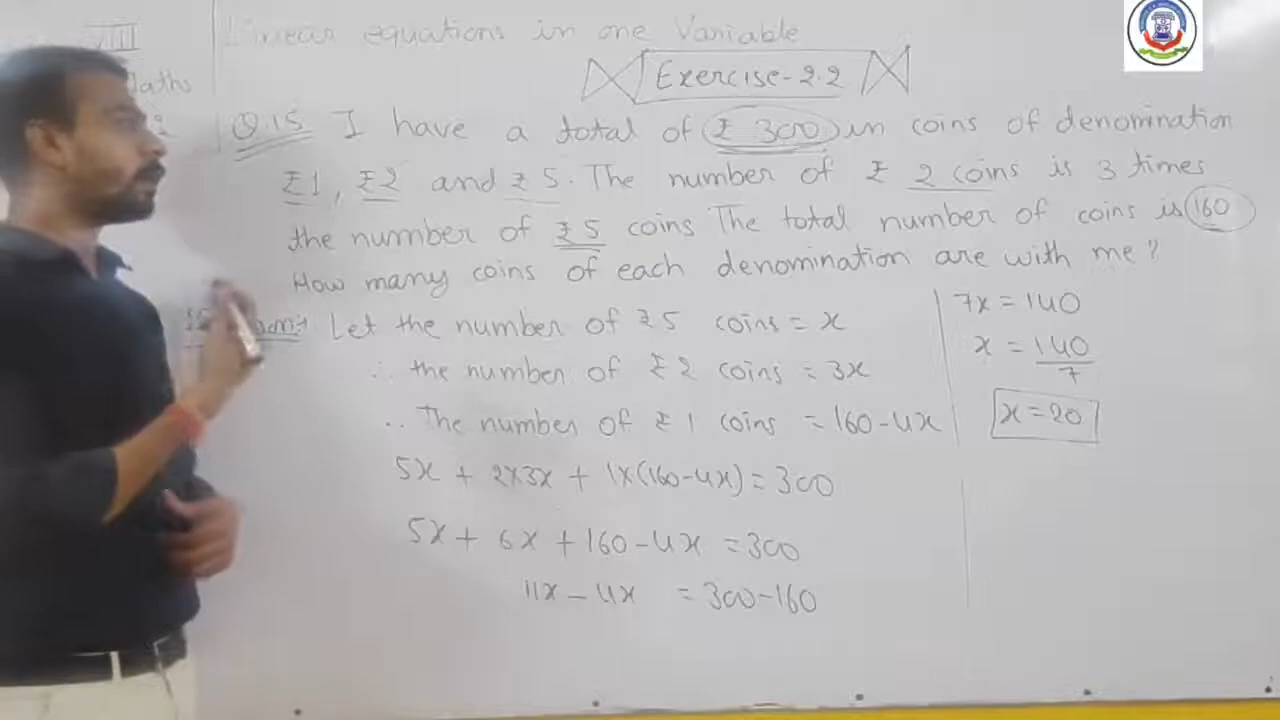 VIII
Maths
2
Linear equations in one Variable
Exercise-2.2
Q.15 I have a total of ₹ 300 in coins of denomination
₹1, ₹2 and ₹5. The number of ₹ 2 coins is 3 times
the number of ₹5 coins The total number of coins is 160
How many coins of each denomination are with me?
Let the number of ₹5 coins = x
∴ the number of ₹2 coins = 3x
∴ The number of ₹1 coins = 160-4x
5x + 2x3x + 1x(160-4x)=300
5x + 6x + 160-4x =300
11x - 4x = 300-160
7x = 140
x = 140
7
x=20